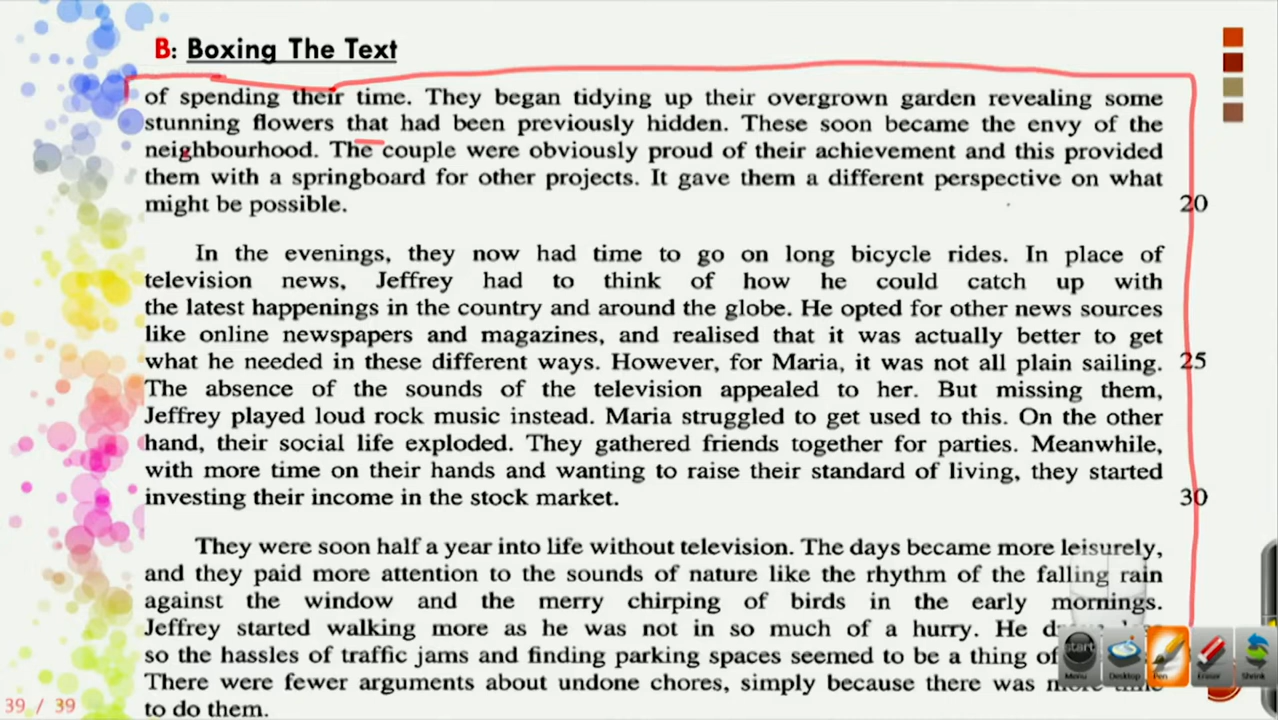 B: Boxing The Text
of spending their time. They began tidying up their overgrown garden revealing some
stunning flowers that had been previously hidden. These soon became the envy of the
neighbourhood. The couple were obviously proud of their achievement and this provided
them with a springboard for other projects. It gave them a different perspective on what
might be possible. 20
In the evenings, they now had time to go on long bicycle rides. In place of
television news, Jeffrey had to think of how he could catch up with
the latest happenings in the country and around the globe. He opted for other news sources
like online newspapers and magazines, and realised that it was actually better to get
what he needed in these different ways. However, for Maria, it was not all plain sailing. 25
The absence of the sounds of the television appealed to her. But missing them,
Jeffrey played loud rock music instead. Maria struggled to get used to this. On the other
hand, their social life exploded. They gathered friends together for parties. Meanwhile,
with more time on their hands and wanting to raise their standard of living, they started
investing their income in the stock market. 30
They were soon half a year into life without television. The days became more leisurely,
and they paid more attention to the sounds of nature like the rhythm of the falling rain
against the window and the merry chirping of birds in the early mornings.
Jeffrey started walking more as he was not in so much of a hurry. He
so the hassles of traffic jams and finding parking spaces seemed to be a thing of
There were fewer arguments about undone chores, simply because there was
to do them.
39 / 39
start
Menu Desktop Pen Eraser Shrink